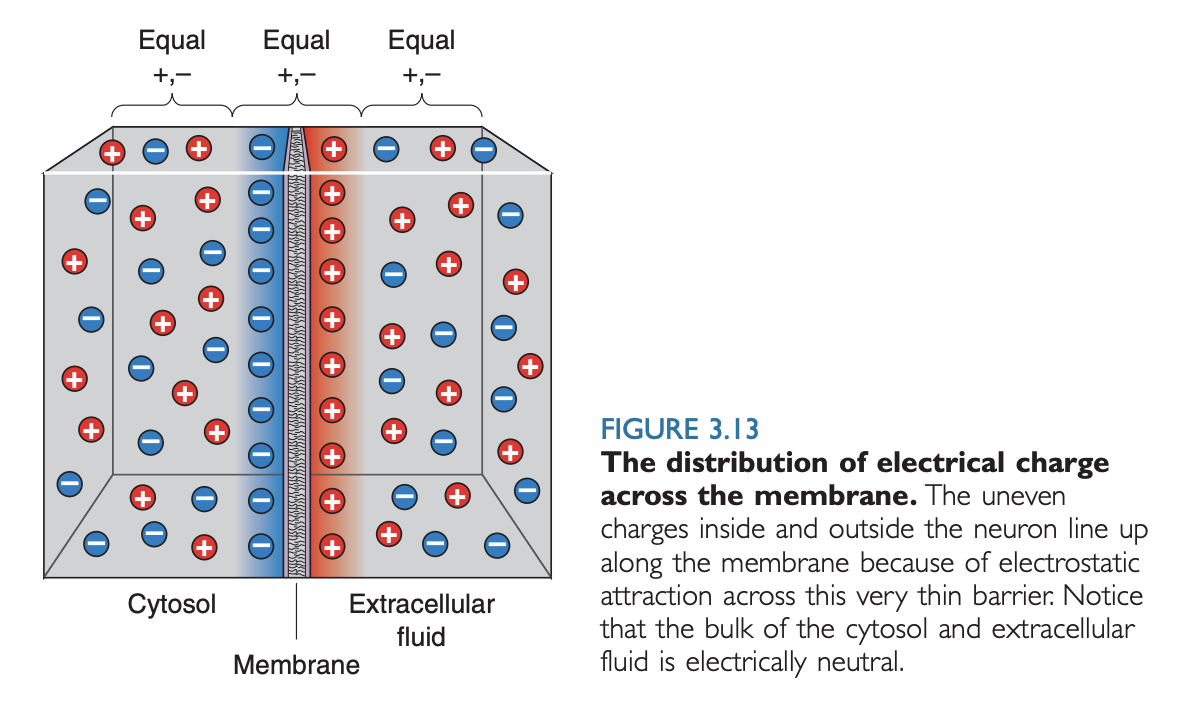 Equal Equal Equal
+,– +,– +,–
Cytosol
Extracellular
fluid
Membrane
FIGURE 3.13
The distribution of electrical charge
across the membrane. The uneven
charges inside and outside the neuron line up
along the membrane because of electrostatic
attraction across this very thin barrier. Notice
that the bulk of the cytosol and extracellular
fluid is electrically neutral.